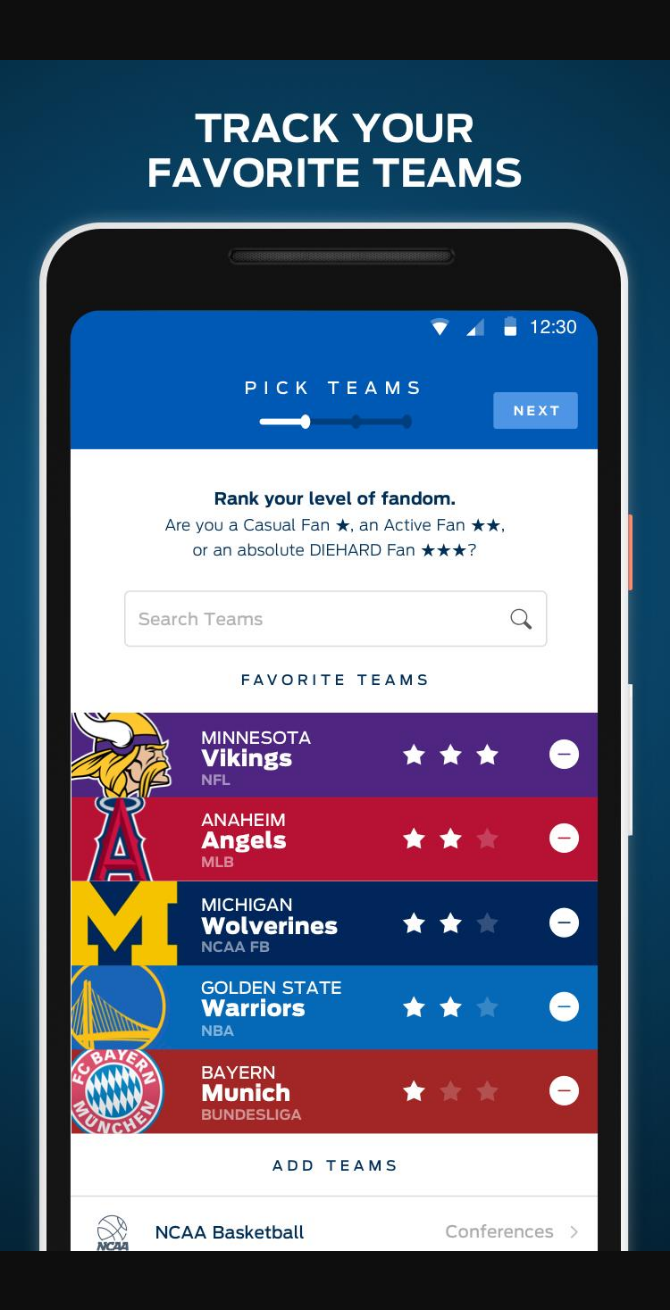 TRACK YOUR
FAVORITE TEAMS
12:30
PICK TEAMS
NEXT
Rank your level of fandom.
Are you a Casual Fan ★, an Active Fan ★★,
or an absolute DIEHARD Fan ★★★?
Search Teams
FAVORITE TEAMS
MINNESOTA
Vikings
NFL
A
ANAHEIM
Angels
MLB
M
MICHIGAN
Wolverines
NCAA FB
GOLDEN STATE
Warriors
NBA
FC BAYERN
MÜNCHEN
BAYERN
Munich
BUNDESLIGA
ADD TEAMS
NCAA
NCAA Basketball
Conferences